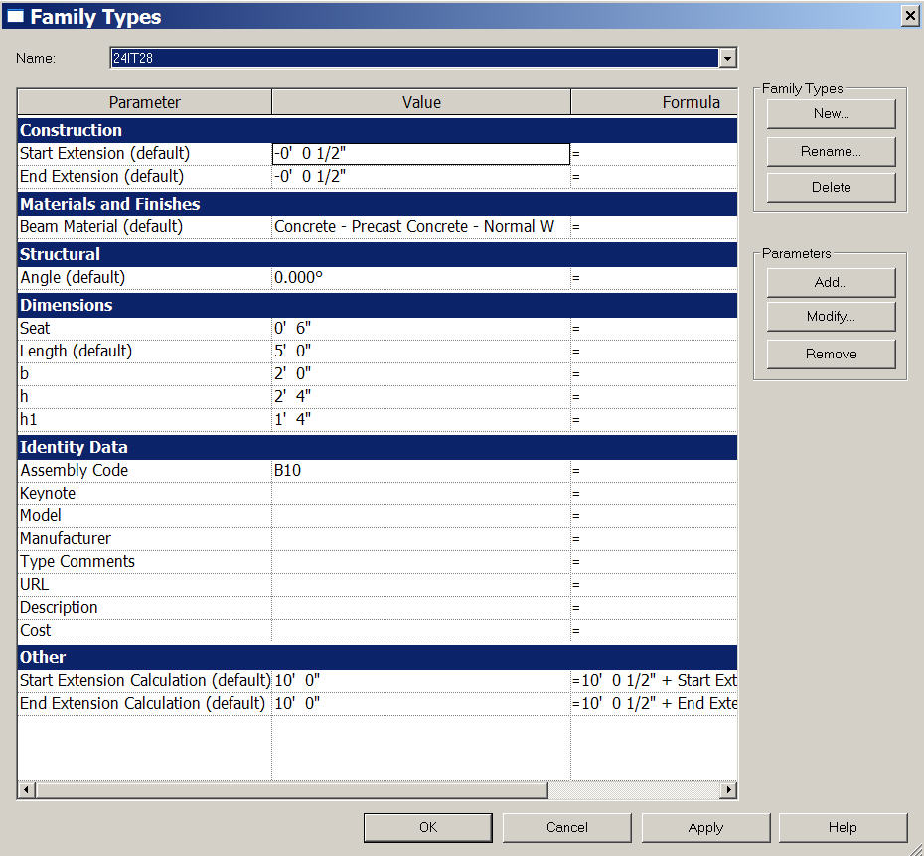 Family Types
Name: 24IT28
Parameter Value Formula
Construction
Start Extension (default) -0' 0 1/2" =
End Extension (default) -0' 0 1/2" =
Materials and Finishes
Beam Material (default) Concrete - Precast Concrete - Normal W =
Structural
Angle (default) 0.000° =
Dimensions
Seat 0' 6" =
Length (default) 5' 0" =
b 2' 0" =
h 2' 4" =
h1 1' 4" =
Identity Data
Assembly Code B10 =
Keynote =
Model =
Manufacturer =
Type Comments =
URL =
Description =
Cost =
Other
Start Extension Calculation (default) 10' 0" =10' 0 1/2" + Start Ext
End Extension Calculation (default) 10' 0" =10' 0 1/2" + End Exte
Family Types
New...
Rename...
Delete
Parameters
Add..
Modify...
Remove
OK Cancel Apply Help